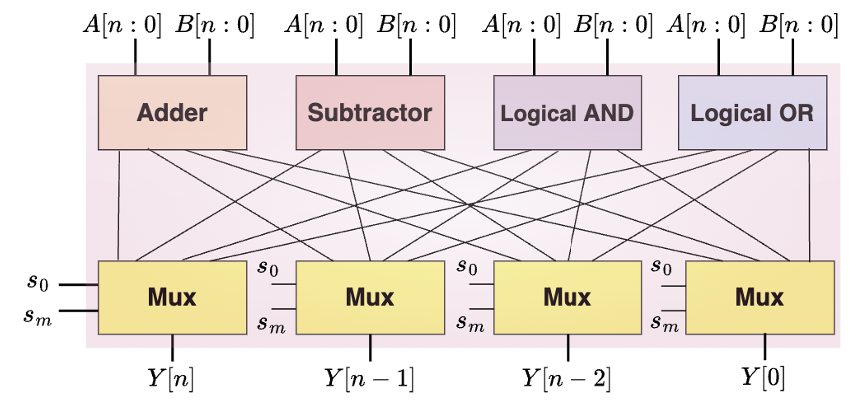 A[n : 0] B[n : 0] A[n : 0] B[n : 0] A[n : 0] B[n : 0] A[n : 0] B[n : 0]
Adder Subtractor Logical AND Logical OR
s₀ s₀ s₀ s₀
Mux Mux Mux Mux
sₘ sₘ sₘ sₘ
Y[n] Y[n − 1] Y[n − 2] Y[0]